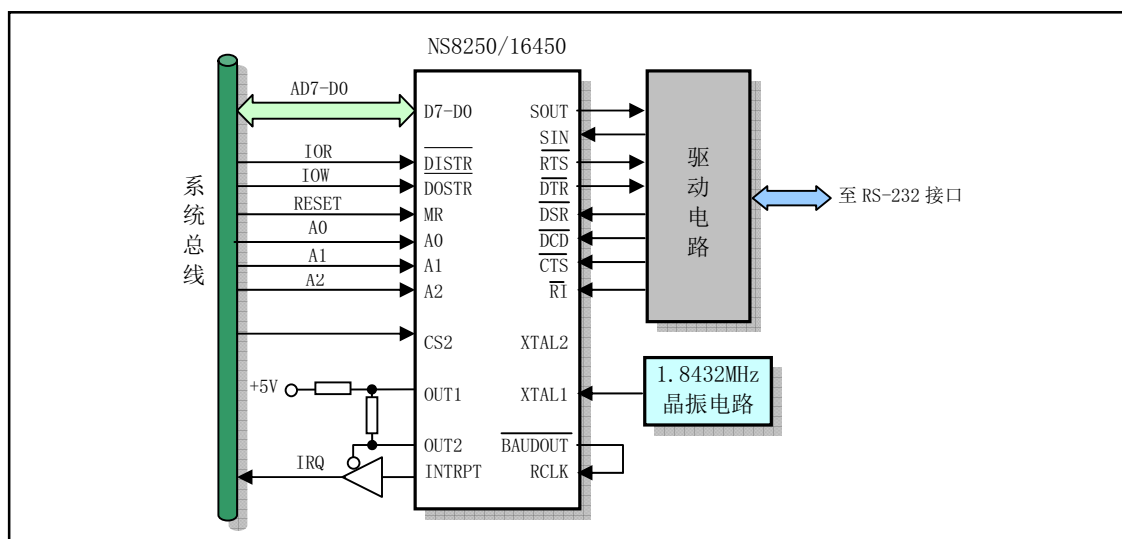 NS8250/16450
系统总线
AD7-D0
IOR
IOW
RESET
A0
A1
A2
+5V
IRQ
D7-D0
DISTR
DOSTR
MR
A0
A1
A2
CS2
OUT1
OUT2
INTRPT
SOUT
SIN
RTS
DTR
DSR
DCD
CTS
RI
XTAL2
XTAL1
BAUDOUT
RCLK
驱动电路
至 RS-232 接口
1.8432MHz
晶振电路